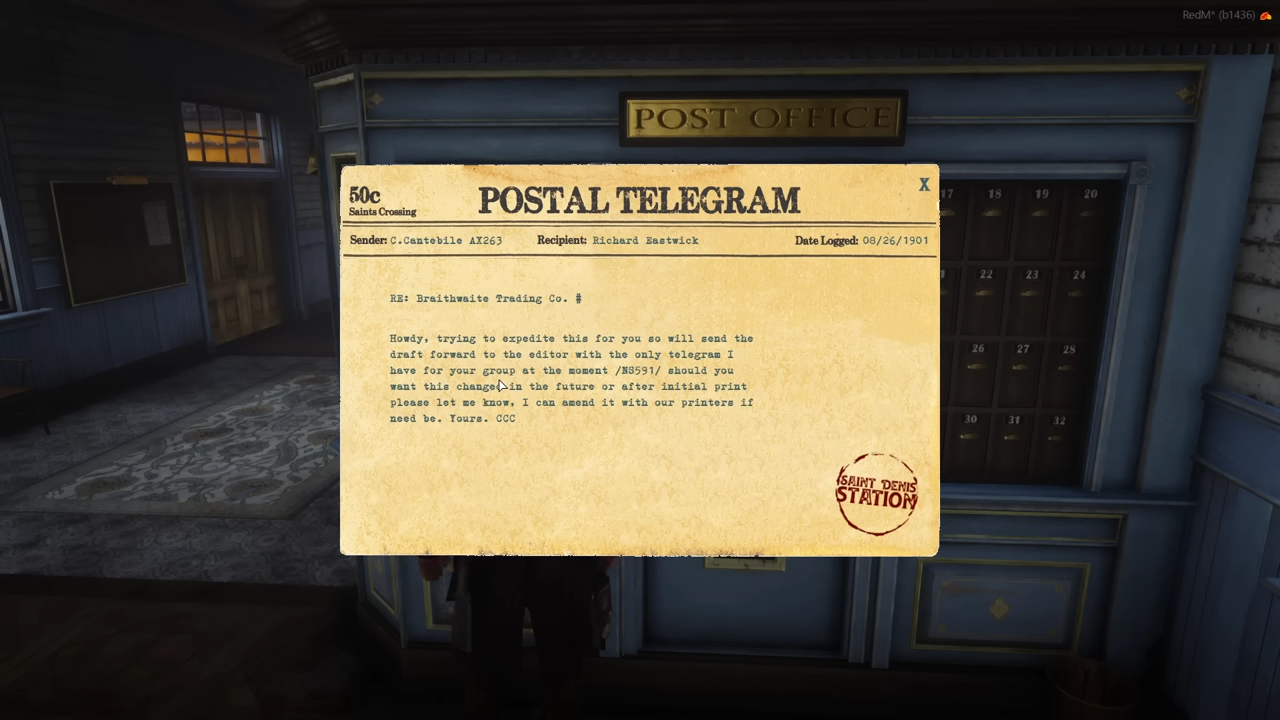 RedM* (b1436)
POST OFFICE
50c
Saints Crossing
POSTAL TELEGRAM
X
Sender: C.Cantebile AX263
Recipient: Richard Eastwick
Date Logged: 08/26/1901
RE: Braithwaite Trading Co. #
Howdy, trying to expedite this for you so will send the
draft forward to the editor with the only telegram I
have for your group at the moment /NS591/ should you
want this changed in the future or after initial print
please let me know, I can amend it with our printers if
need be. Yours. CCC
SAINT DENIS
STATION
17 18 19 20
22 23 24
26 27 28
30 31 32